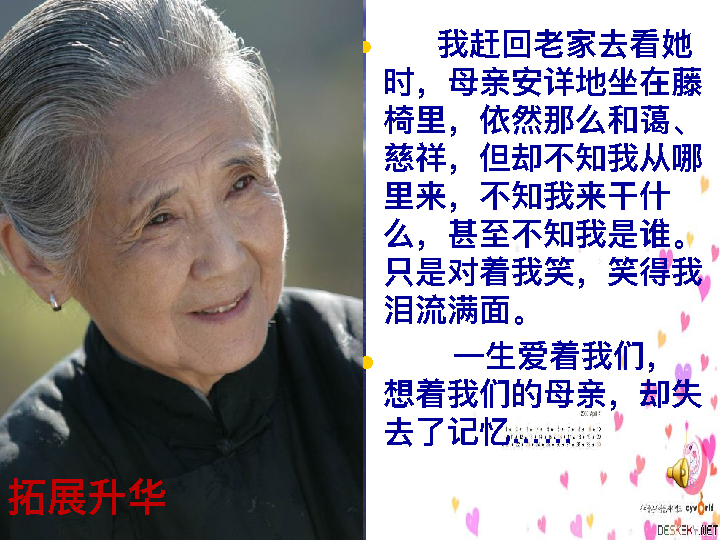 我赶回老家去看她
时，母亲安详地坐在藤
椅里，依然那么和蔼、
慈祥，但却不知我从哪
里来，不知我来干什
么，甚至不知我是谁。
只是对着我笑，笑得我
泪流满面。
一生爱着我们，
想着我们的母亲，却失
去了记忆……
拓展升华
cyworld
DESKEKY.NET